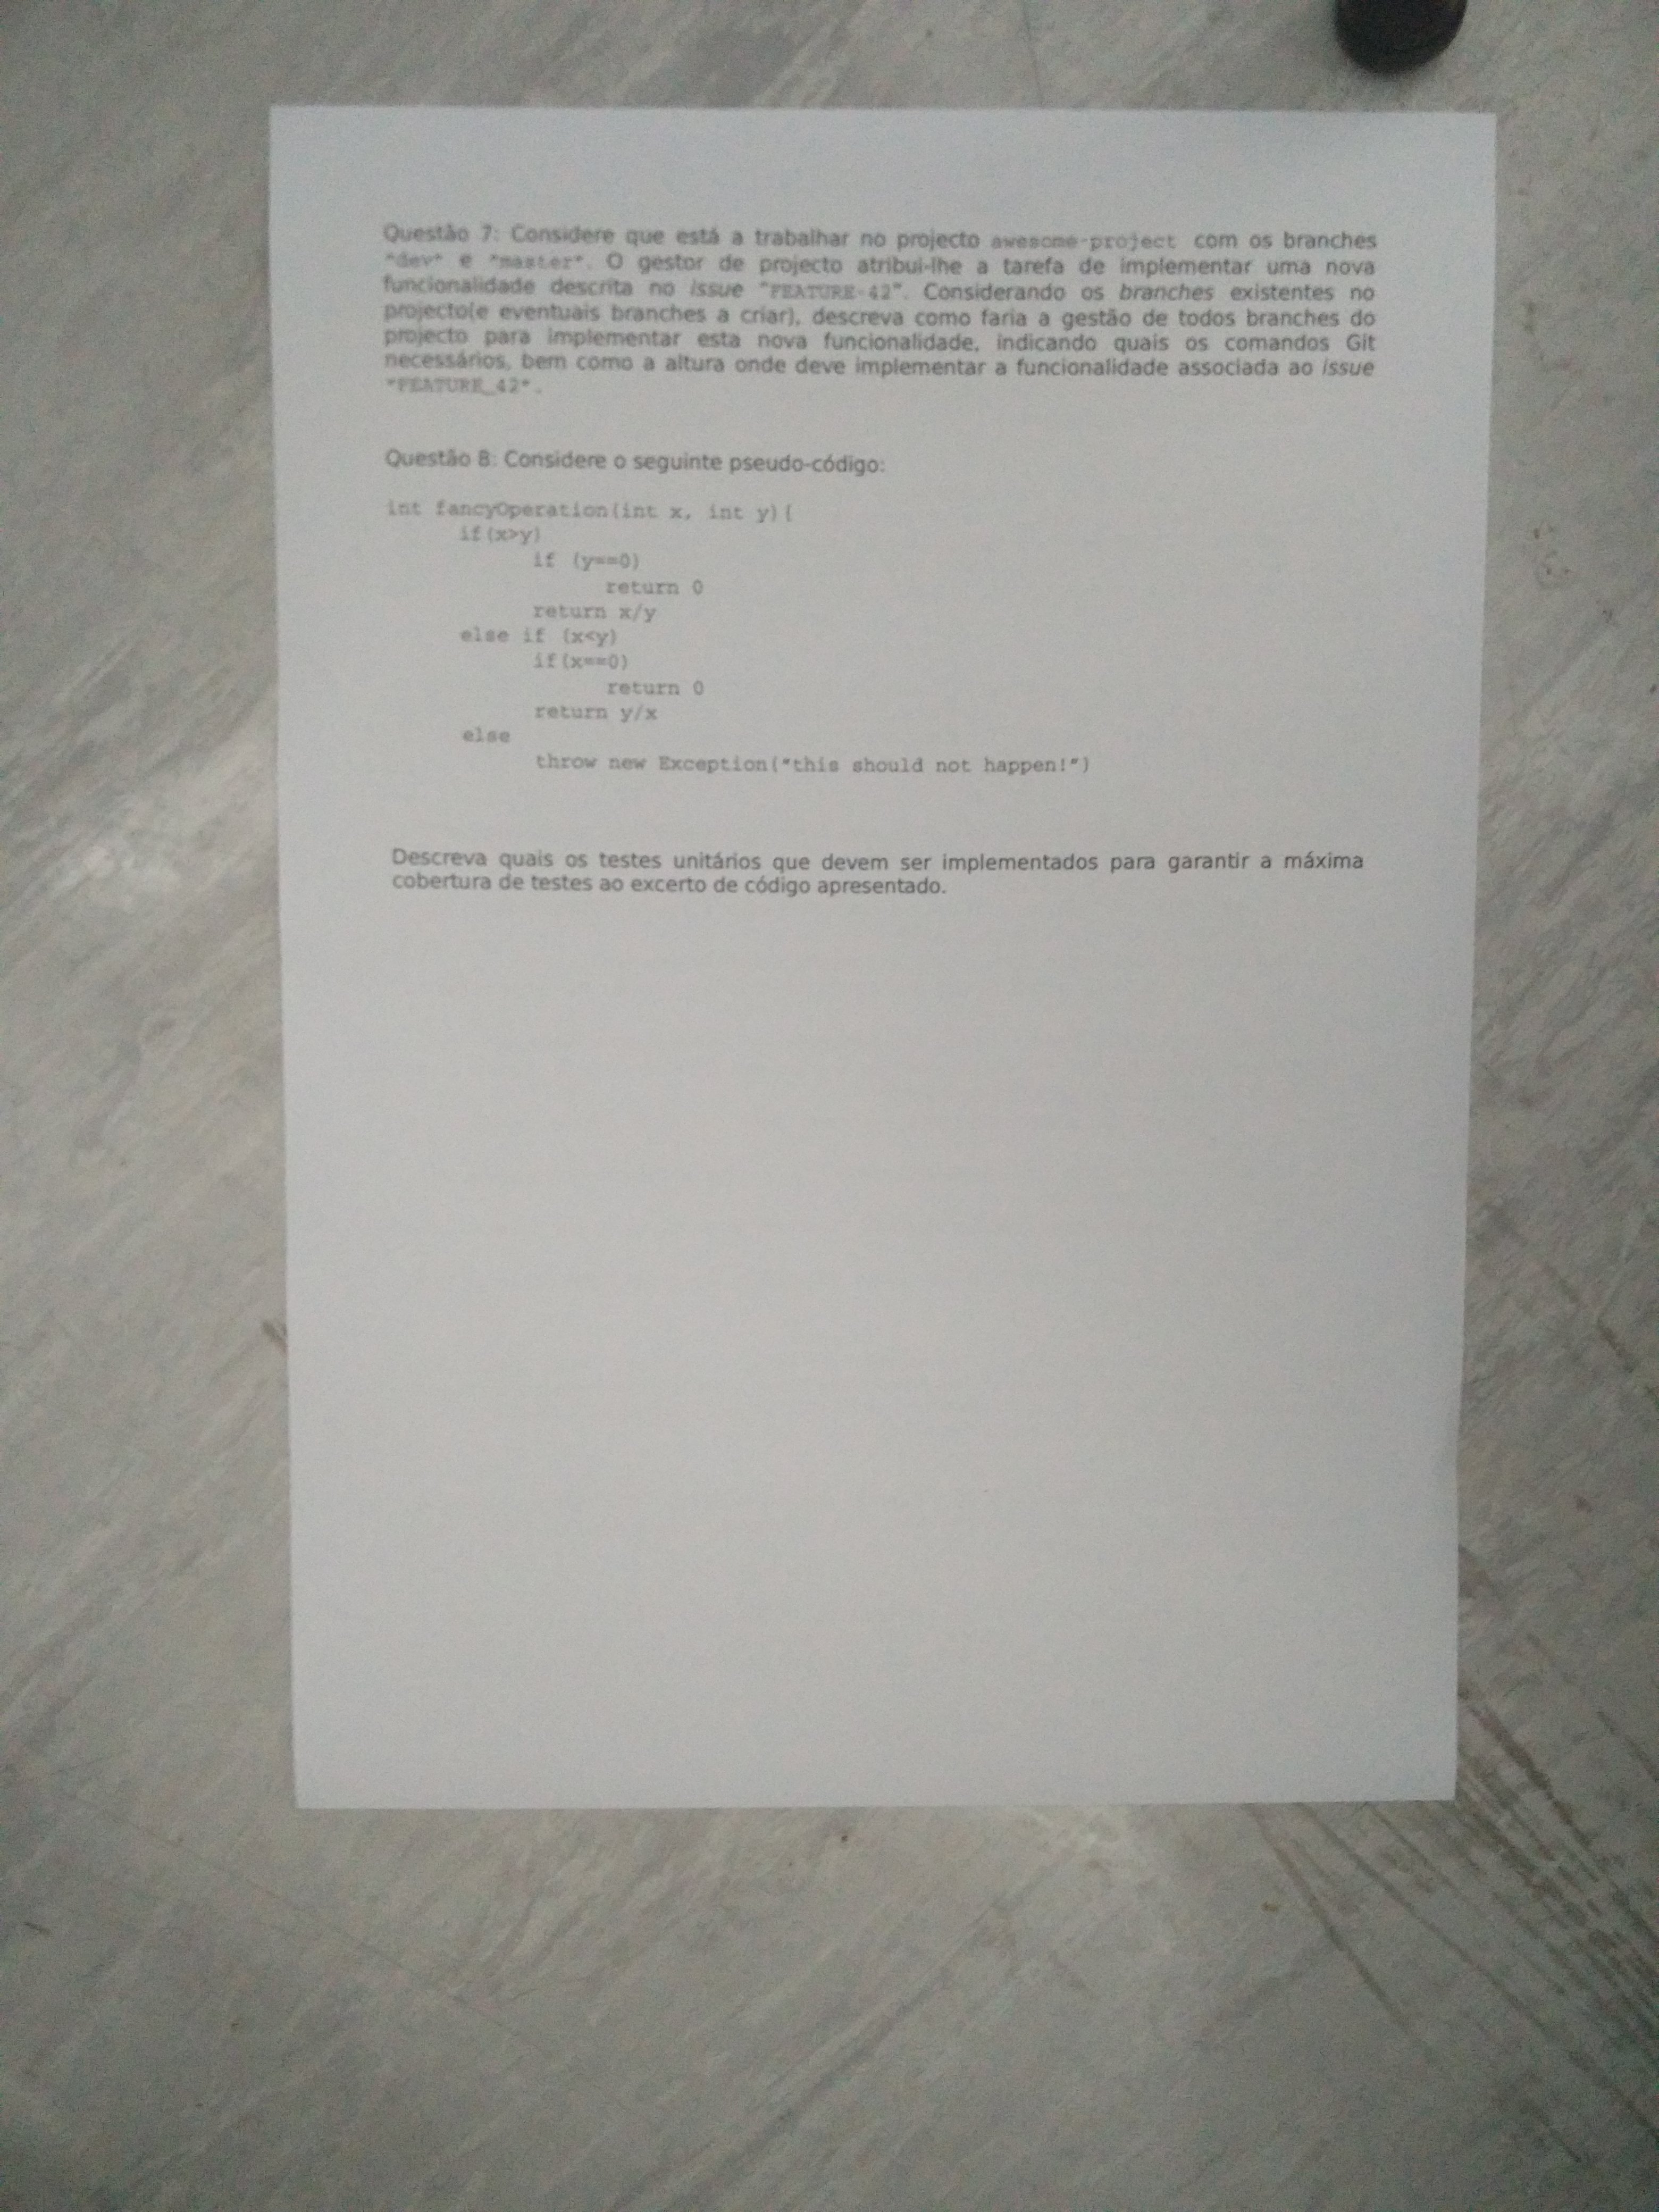 Questão 7: Considere que está a trabalhar no projecto awesome-project com os branches
"dev" e "master". O gestor de projecto atribui-lhe a tarefa de implementar uma nova
funcionalidade descrita no issue "FEATURE-42". Considerando os branches existentes no
projecto(e eventuais branches a criar), descreva como faria a gestão de todos branches do
projecto para implementar esta nova funcionalidade, indicando quais os comandos Git
necessários, bem como a altura onde deve implementar a funcionalidade associada ao issue
"FEATURE_42".
Questão 8: Considere o seguinte pseudo-código:
int fancyOperation(int x, int y){
if(x>y)
if (y==0)
return 0
return x/y
else if (x<y)
if(x==0)
return 0
return y/x
else
throw new Exception("this should not happen!")
Descreva quais os testes unitários que devem ser implementados para garantir a máxima
cobertura de testes ao excerto de código apresentado.